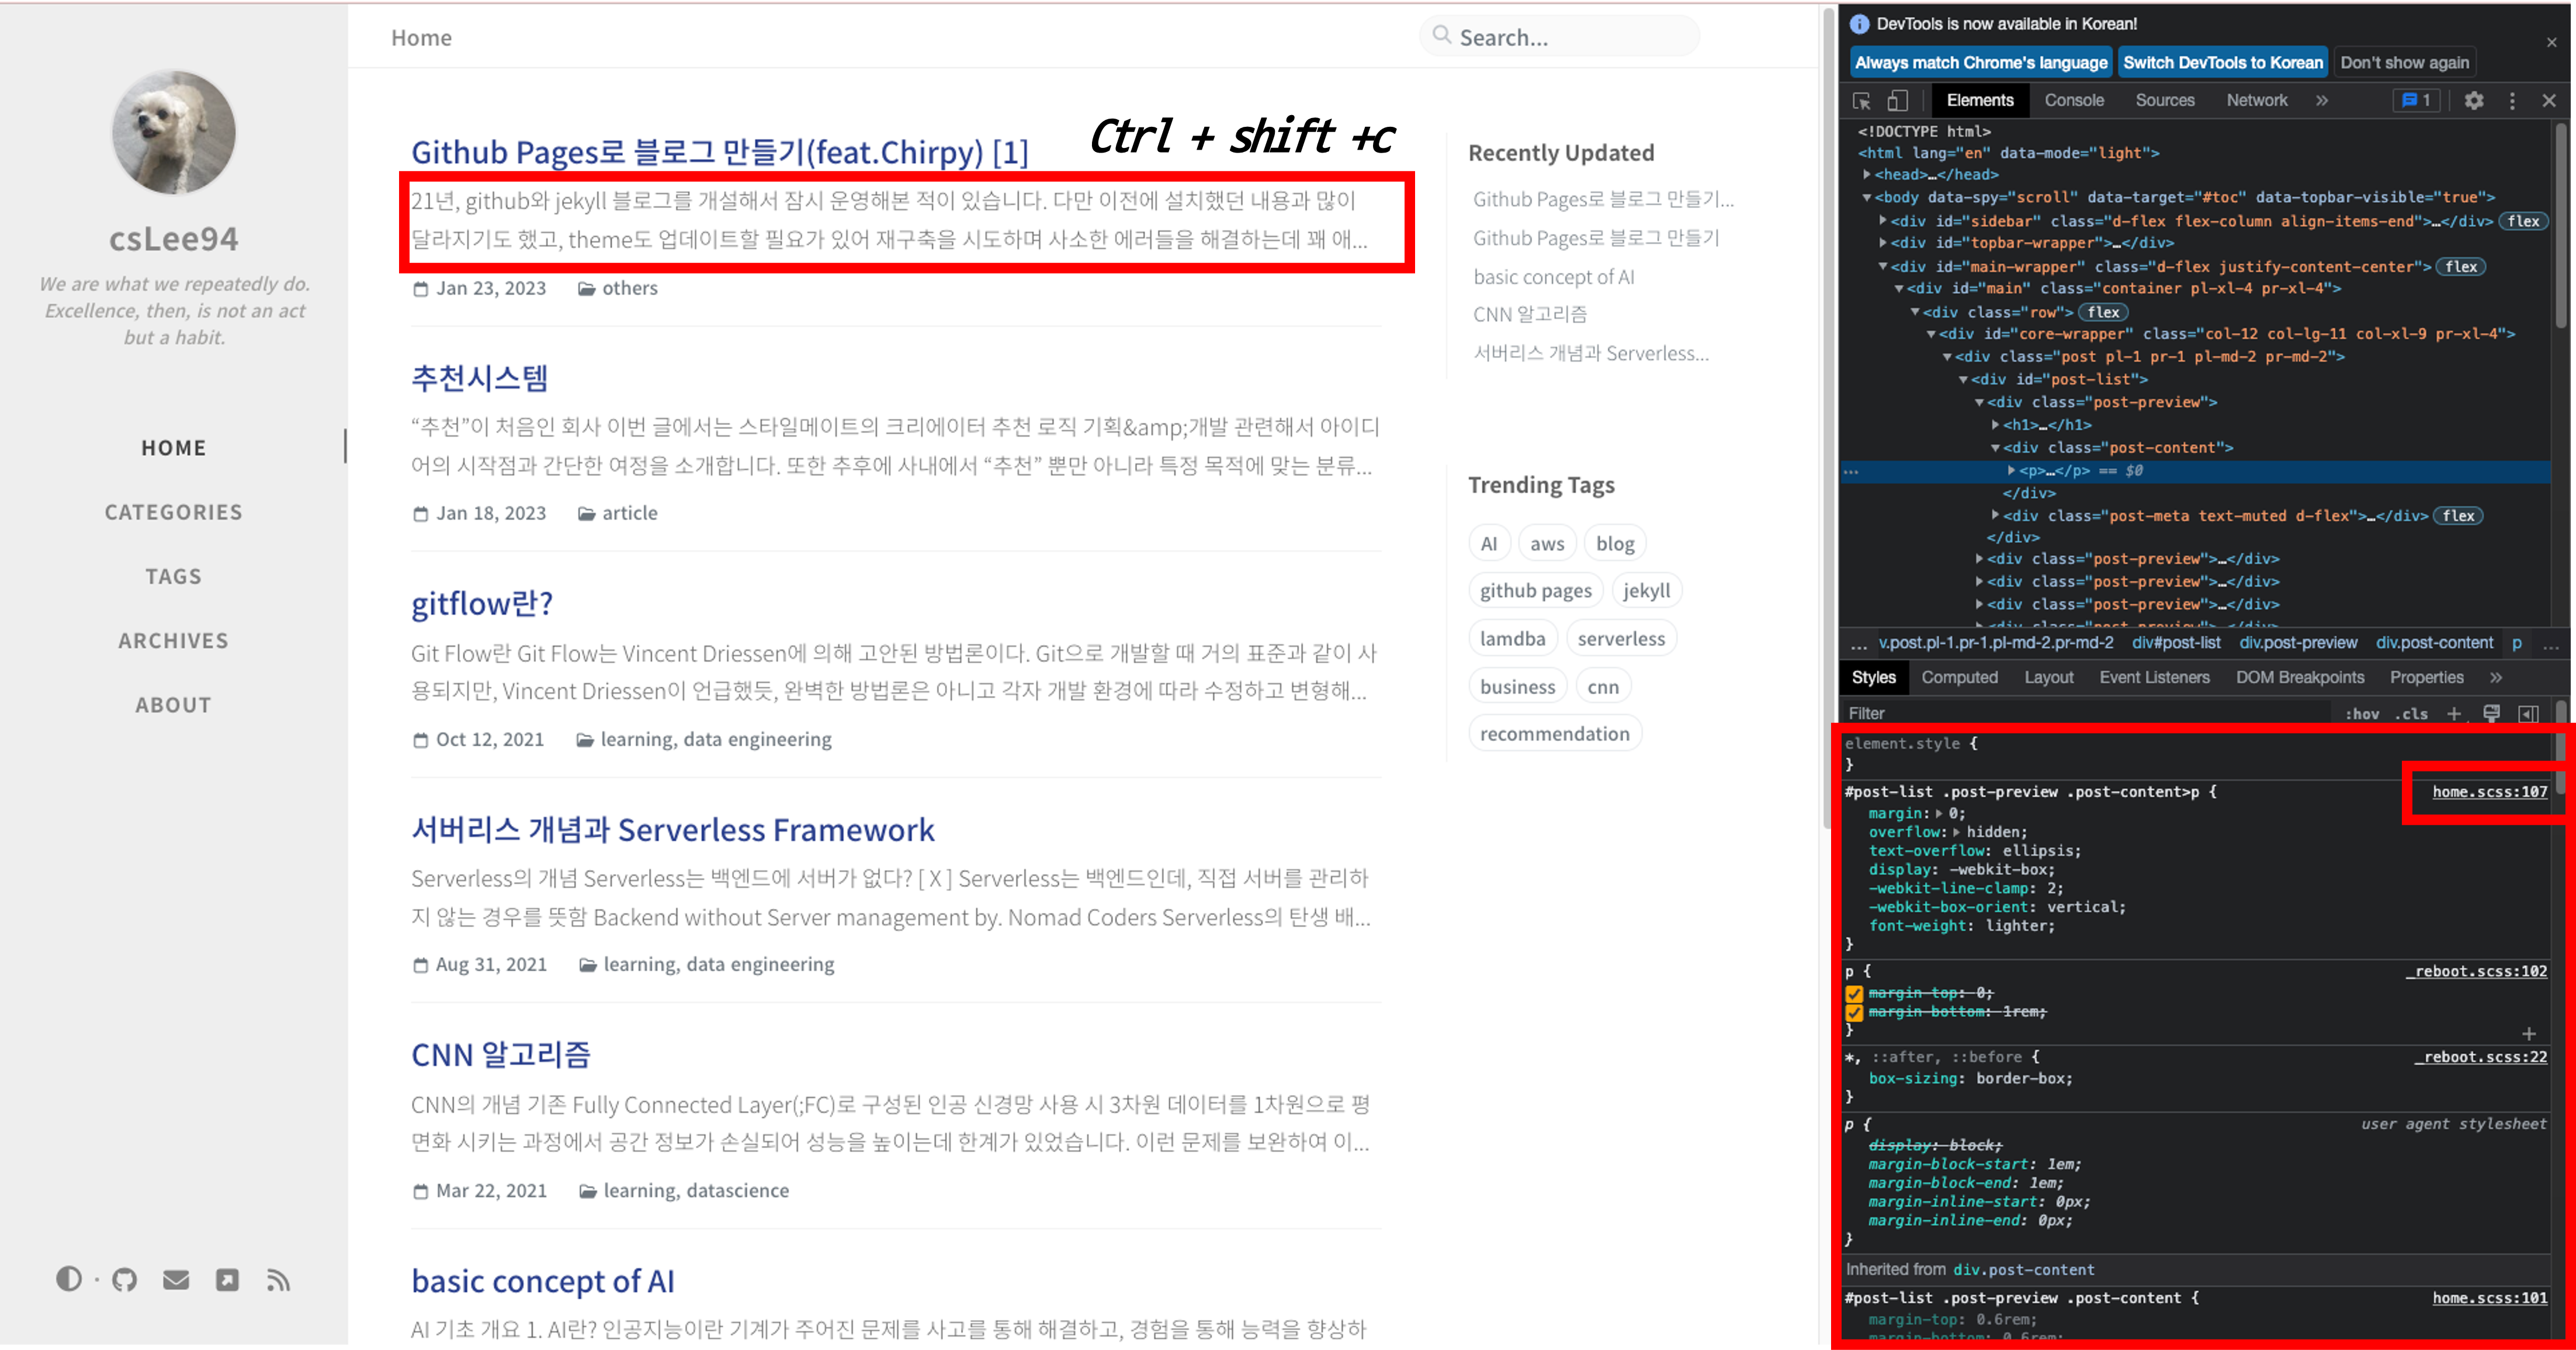 csLee94
We are what we repeatedly do.
Excellence, then, is not an act
but a habit.
HOME
CATEGORIES
TAGS
ARCHIVES
ABOUT
Home
Search...
Ctrl + shift +c
Github Pages로 블로그 만들기(feat.Chirpy) [1]
21년, github와 jekyll 블로그를 개설해서 잠시 운영해본 적이 있습니다. 다만 이전에 설치했던 내용과 많이
달라지기도 했고, theme도 업데이트할 필요가 있어 재구축을 시도하며 사소한 에러들을 해결하는데 꽤 애...
Jan 23, 2023 others
추천시스템
“추천”이 처음인 회사 이번 글에서는 스타일메이트의 크리에이터 추천 로직 기획&amp;개발 관련해서 아이디
어의 시작점과 간단한 여정을 소개합니다. 또한 추후에 사내에서 “추천” 뿐만 아니라 특정 목적에 맞는 분류...
Jan 18, 2023 article
gitflow란?
Git Flow란 Git Flow는 Vincent Driessen에 의해 고안된 방법론이다. Git으로 개발할 때 거의 표준과 같이 사
용되지만, Vincent Driessen이 언급했듯, 완벽한 방법론은 아니고 각자 개발 환경에 따라 수정하고 변형해...
Oct 12, 2021 learning, data engineering
서버리스 개념과 Serverless Framework
Serverless의 개념 Serverless는 백엔드에 서버가 없다? [ X ] Serverless는 백엔드인데, 직접 서버를 관리하
지 않는 경우를 뜻함 Backend without Server management by. Nomad Coders Serverless의 탄생 배...
Aug 31, 2021 learning, data engineering
CNN 알고리즘
CNN의 개념 기존 Fully Connected Layer(;FC)로 구성된 인공 신경망 사용 시 3차원 데이터를 1차원으로 평
면화 시키는 과정에서 공간 정보가 손실되어 성능을 높이는데 한계가 있었습니다. 이런 문제를 보완하여 이...
Mar 22, 2021 learning, datascience
basic concept of AI
AI 기초 개요 1. AI란? 인공지능이란 기계가 주어진 문제를 사고를 통해 해결하고, 경험을 통해 능력을 향상하
Recently Updated
Github Pages로 블로그 만들기...
Github Pages로 블로그 만들기
basic concept of AI
CNN 알고리즘
서버리스 개념과 Serverless...
Trending Tags
AI aws blog
github pages jekyll
lamdba serverless
business cnn
recommendation
DevTools is now available in Korean!
Always match Chrome's language Switch DevTools to Korean Don't show again
Elements Console Sources Network » 1
<!DOCTYPE html>
<html lang="en" data-mode="light">
<head>…</head>
<body data-spy="scroll" data-target="#toc" data-topbar-visible="true">
<div id="sidebar" class="d-flex flex-column align-items-end">…</div> flex
<div id="topbar-wrapper">…</div>
<div id="main-wrapper" class="d-flex justify-content-center"> flex
<div id="main" class="container pl-xl-4 pr-xl-4">
<div class="row"> flex
<div id="core-wrapper" class="col-12 col-lg-11 col-xl-9 pr-xl-4">
<div class="post pl-1 pr-1 pl-md-2 pr-md-2">
<div id="post-list">
<div class="post-preview">
<h1>…</h1>
<div class="post-content">
... <p>…</p> == $0
</div>
<div class="post-meta text-muted d-flex">…</div> flex
</div>
<div class="post-preview">…</div>
<div class="post-preview">…</div>
<div class="post-preview">…</div>
<div class="post-preview">…</div>
... v.post.pl-1.pr-1.pl-md-2.pr-md-2 div#post-list div.post-preview div.post-content p ...
Styles Computed Layout Event Listeners DOM Breakpoints Properties »
Filter :hov .cls +
element.style {
}
#post-list .post-preview .post-content>p { home.scss:107
margin: 0;
overflow: hidden;
text-overflow: ellipsis;
display: -webkit-box;
-webkit-line-clamp: 2;
-webkit-box-orient: vertical;
font-weight: lighter;
}
p { _reboot.scss:102
margin-top: 0;
margin-bottom: 1rem;
}
*, ::after, ::before { _reboot.scss:22
box-sizing: border-box;
}
p { user agent stylesheet
display: block;
margin-block-start: 1em;
margin-block-end: 1em;
margin-inline-start: 0px;
margin-inline-end: 0px;
}
Inherited from div.post-content
#post-list .post-preview .post-content { home.scss:101
margin-top: 0.6rem;
margin-bottom: 0.6rem;